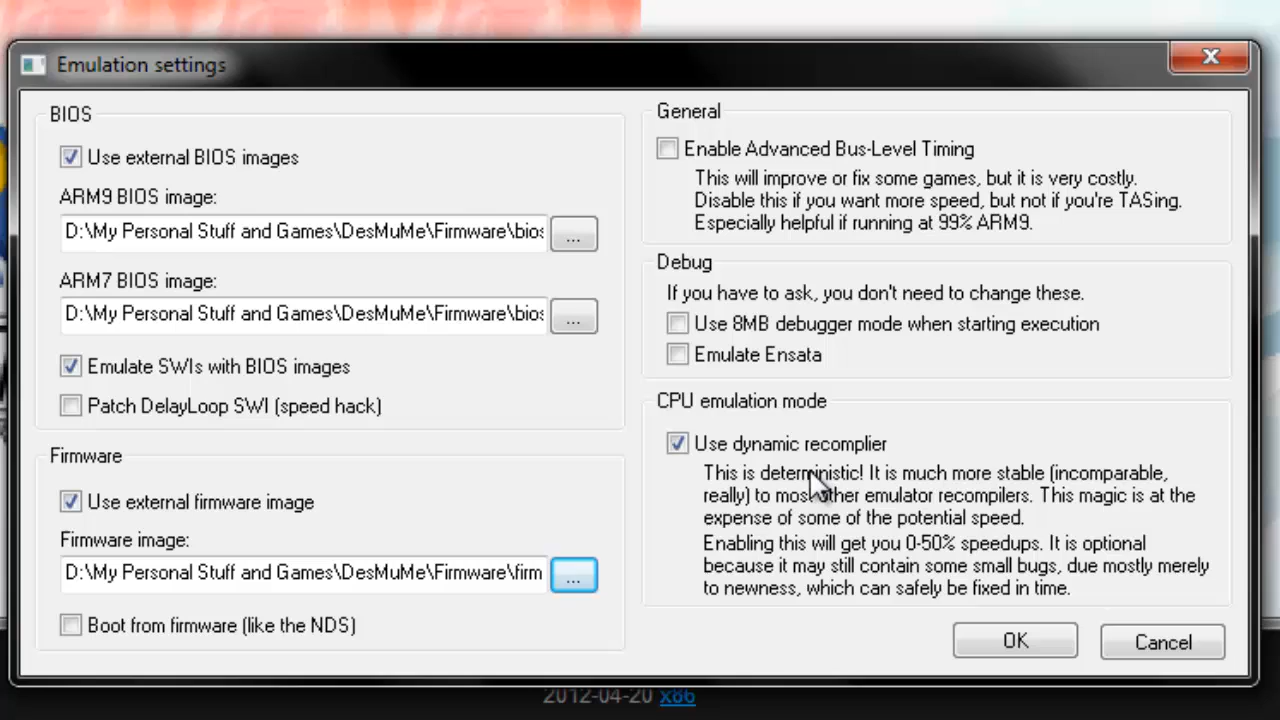 Emulation settings
BIOS
Use external BIOS images
ARM9 BIOS image:
D:\My Personal Stuff and Games\DesMuMe\Firmware\bios
...
ARM7 BIOS image:
D:\My Personal Stuff and Games\DesMuMe\Firmware\bios
...
Emulate SWIs with BIOS images
Patch DelayLoop SWI (speed hack)
Firmware
Use external firmware image
Firmware image:
D:\My Personal Stuff and Games\DesMuMe\Firmware\firm
...
Boot from firmware (like the NDS)
General
Enable Advanced Bus-Level Timing
This will improve or fix some games, but it is very costly.
Disable this if you want more speed, but not if you're TASing.
Especially helpful if running at 99% ARM9.
Debug
If you have to ask, you don't need to change these.
Use 8MB debugger mode when starting execution
Emulate Ensata
CPU emulation mode
Use dynamic recomplier
This is deterministic! It is much more stable (incomparable,
really) to most other emulator recompilers. This magic is at the
expense of some of the potential speed.
Enabling this will get you 0-50% speedups. It is optional
because it may still contain some small bugs, due mostly merely
to newness, which can safely be fixed in time.
OK
Cancel
2012-04-20 x86